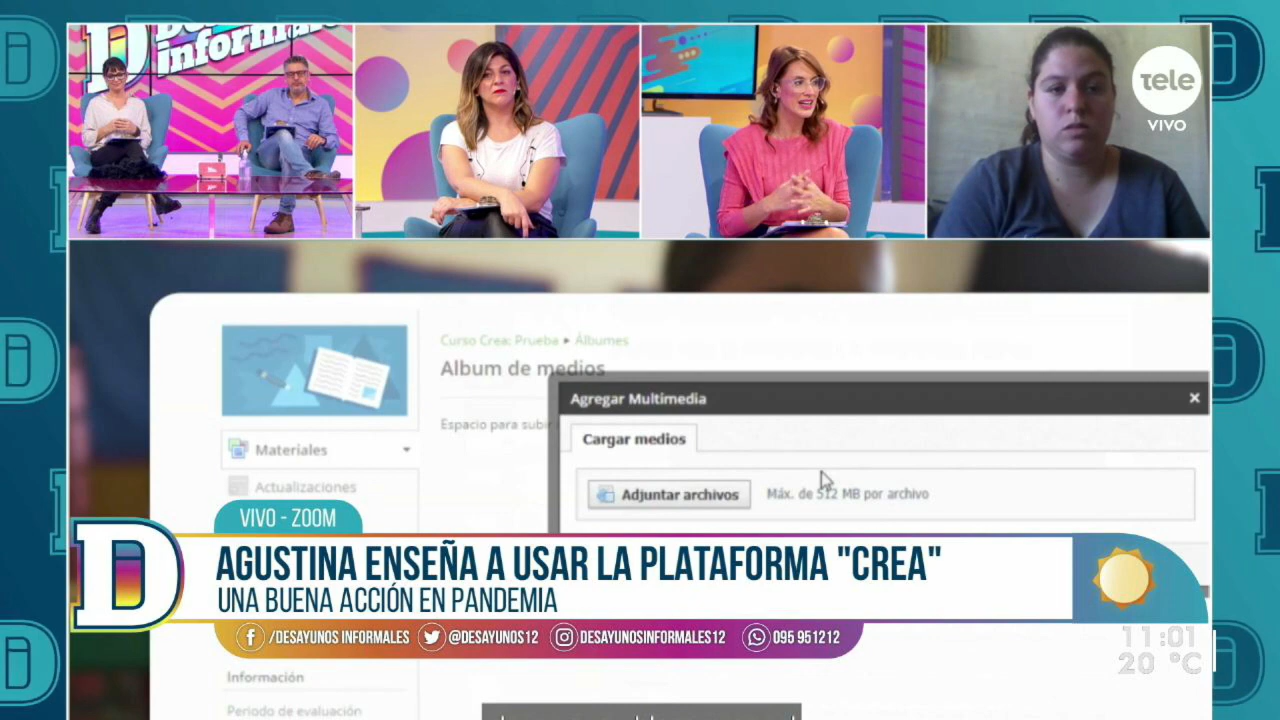 informal
tele
VIVO
Curso Crea: Prueba ▸ Álbumes
Album de medios
Espacio para subir
Agregar Multimedia
×
Cargar medios
Adjuntar archivos
Máx. de 512 MB por archivo
Materiales
Actualizaciones
VIVO - ZOOM
D
AGUSTINA ENSEÑA A USAR LA PLATAFORMA "CREA"
UNA BUENA ACCIÓN EN PANDEMIA
/DESAYUNOS INFORMALES
@DESAYUNOS12
DESAYUNOSINFORMALES12
095 951212
11:01
20 °C
Información
Periodo de evaluación